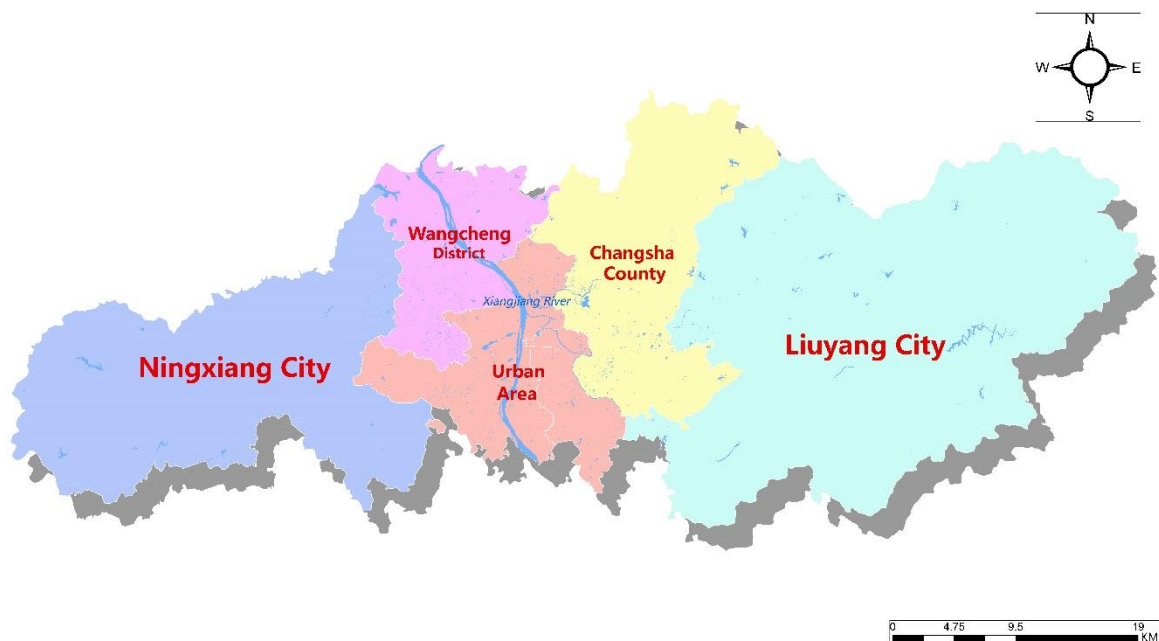 N
W E
S
Wangcheng
District
Changsha
County
Xiangjiang River
Ningxiang City
Liuyang City
Urban
Area
0 4.75 9.5 19
KM